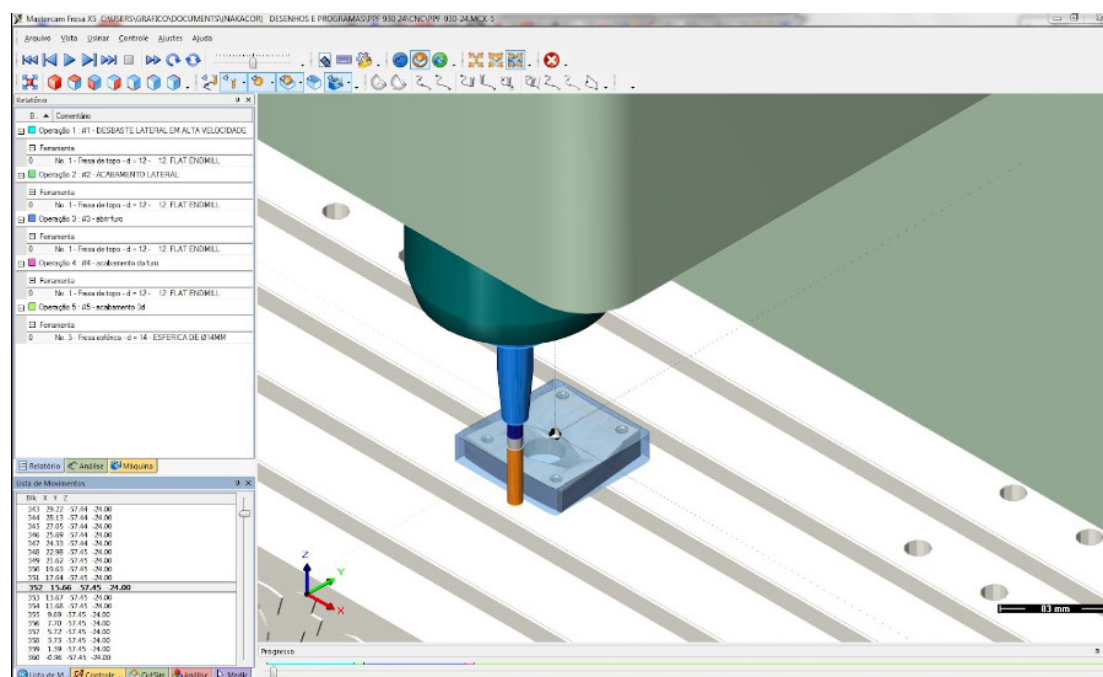 Mastercam Fresa X5 C:\USERS\GRAFICO\DOCUMENTS\(NAKACOR) DESENHOS E PROGRAMAS\PPF 930 24\CNC\PPF-930-24.MCX-5
Arquivo Vista Usinar Controle Ajustes Ajuda
Relatório
B.. Comentário
Operação 1 : #1 - DESBASTE LATERAL EM ALTA VELOCIDADE
Ferramenta
0 No. 1 - Fresa de topo - d = 12 - 12. FLAT ENDMILL
Operação 2 : #2 - ACABAMENTO LATERAL
Ferramenta
0 No. 1 - Fresa de topo - d = 12 - 12. FLAT ENDMILL
Operação 3 : #3 - abrir furo
Ferramenta
0 No. 1 - Fresa de topo - d = 12 - 12. FLAT ENDMILL
Operação 4 : #4 - acabamento do furo
Ferramenta
0 No. 1 - Fresa de topo - d = 12 - 12. FLAT ENDMILL
Operação 5 : #5 - acabamento 3d
Ferramenta
0 No. 3 - Fresa esférica - d = 14 - ESFERICA DE Ø14MM
Relatório Análise Máquina
Lista de Movimentos
Blk X Y Z
343 29.22 -57.44 -24.00
344 28.13 -57.44 -24.00
345 27.05 -57.44 -24.00
346 25.69 -57.44 -24.00
347 24.33 -57.44 -24.00
348 22.98 -57.45 -24.00
349 21.62 -57.45 -24.00
350 19.63 -57.45 -24.00
351 17.64 -57.45 -24.00
352 15.66 -57.45 -24.00
353 13.67 -57.45 -24.00
354 11.68 -57.45 -24.00
355 9.69 -57.45 -24.00
356 7.70 -57.45 -24.00
357 5.72 -57.45 -24.00
358 3.73 -57.45 -24.00
359 1.39 -57.45 -24.00
360 -0.96 -57.45 -24.00
Z
Y
X
83 mm
Progresso
Lista de M... Controle ... CutSim Análise Medir